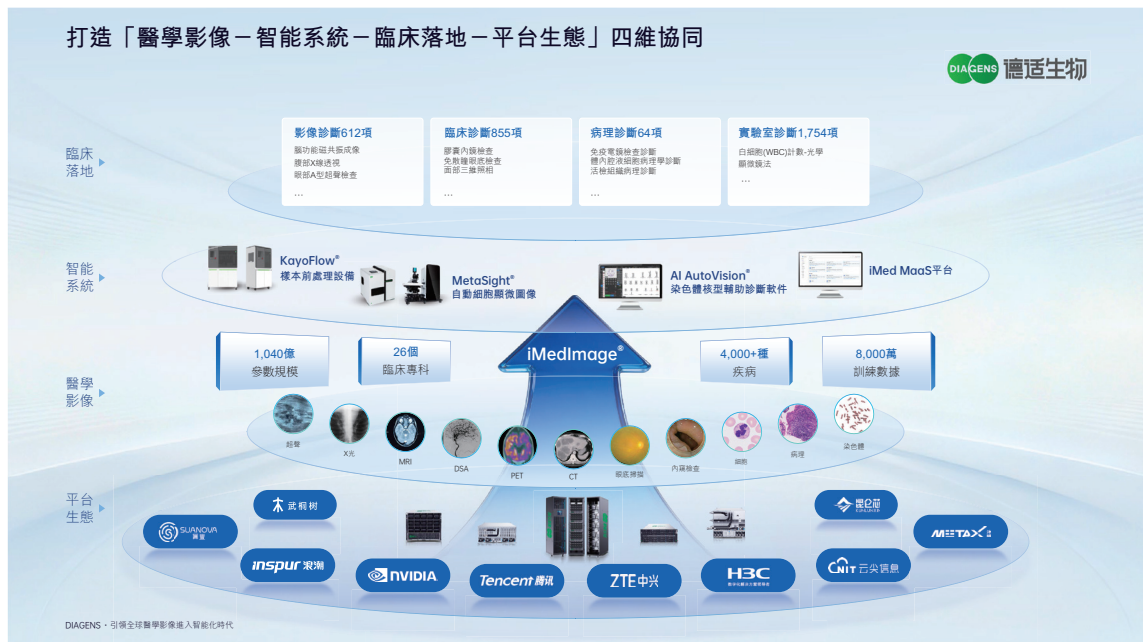 打造「醫學影像－智能系統－臨床落地－平台生態」四維協同
DIAGENS 德适生物
臨床
落地
影像診斷612項
腦功能磁共振成像
腹部X線透視
眼部A型超聲檢查
…
臨床診斷855項
膠囊內鏡檢查
免散瞳眼底檢查
面部三維照相
…
病理診斷64項
免疫電鏡檢查診斷
體內腔液細胞病理學診斷
活檢組織病理診斷
…
實驗室診斷1,754項
白細胞(WBC)計數-光學
顯微鏡法
…
智能
系統
KayoFlow®
樣本前處理設備
MetaSight®
自動細胞顯微圖像
AI AutoVision®
染色體核型輔助診斷軟件
iMed MaaS平台
醫學
影像
1,040億
參數規模
26個
臨床專科
iMedImage®
4,000+種
疾病
8,000萬
訓練數據
超聲
X光
MRI
DSA
PET
CT
眼底掃描
內窺檢查
細胞
病理
染色體
平台
生態
SUANOVA
武桐树
inspur 浪潮
NVIDIA
Tencent 腾讯
ZTE中兴
H3C
CNIT 云尖信息
昆仑芯
METAX
DIAGENS・引領全球醫學影像進入智能化時代